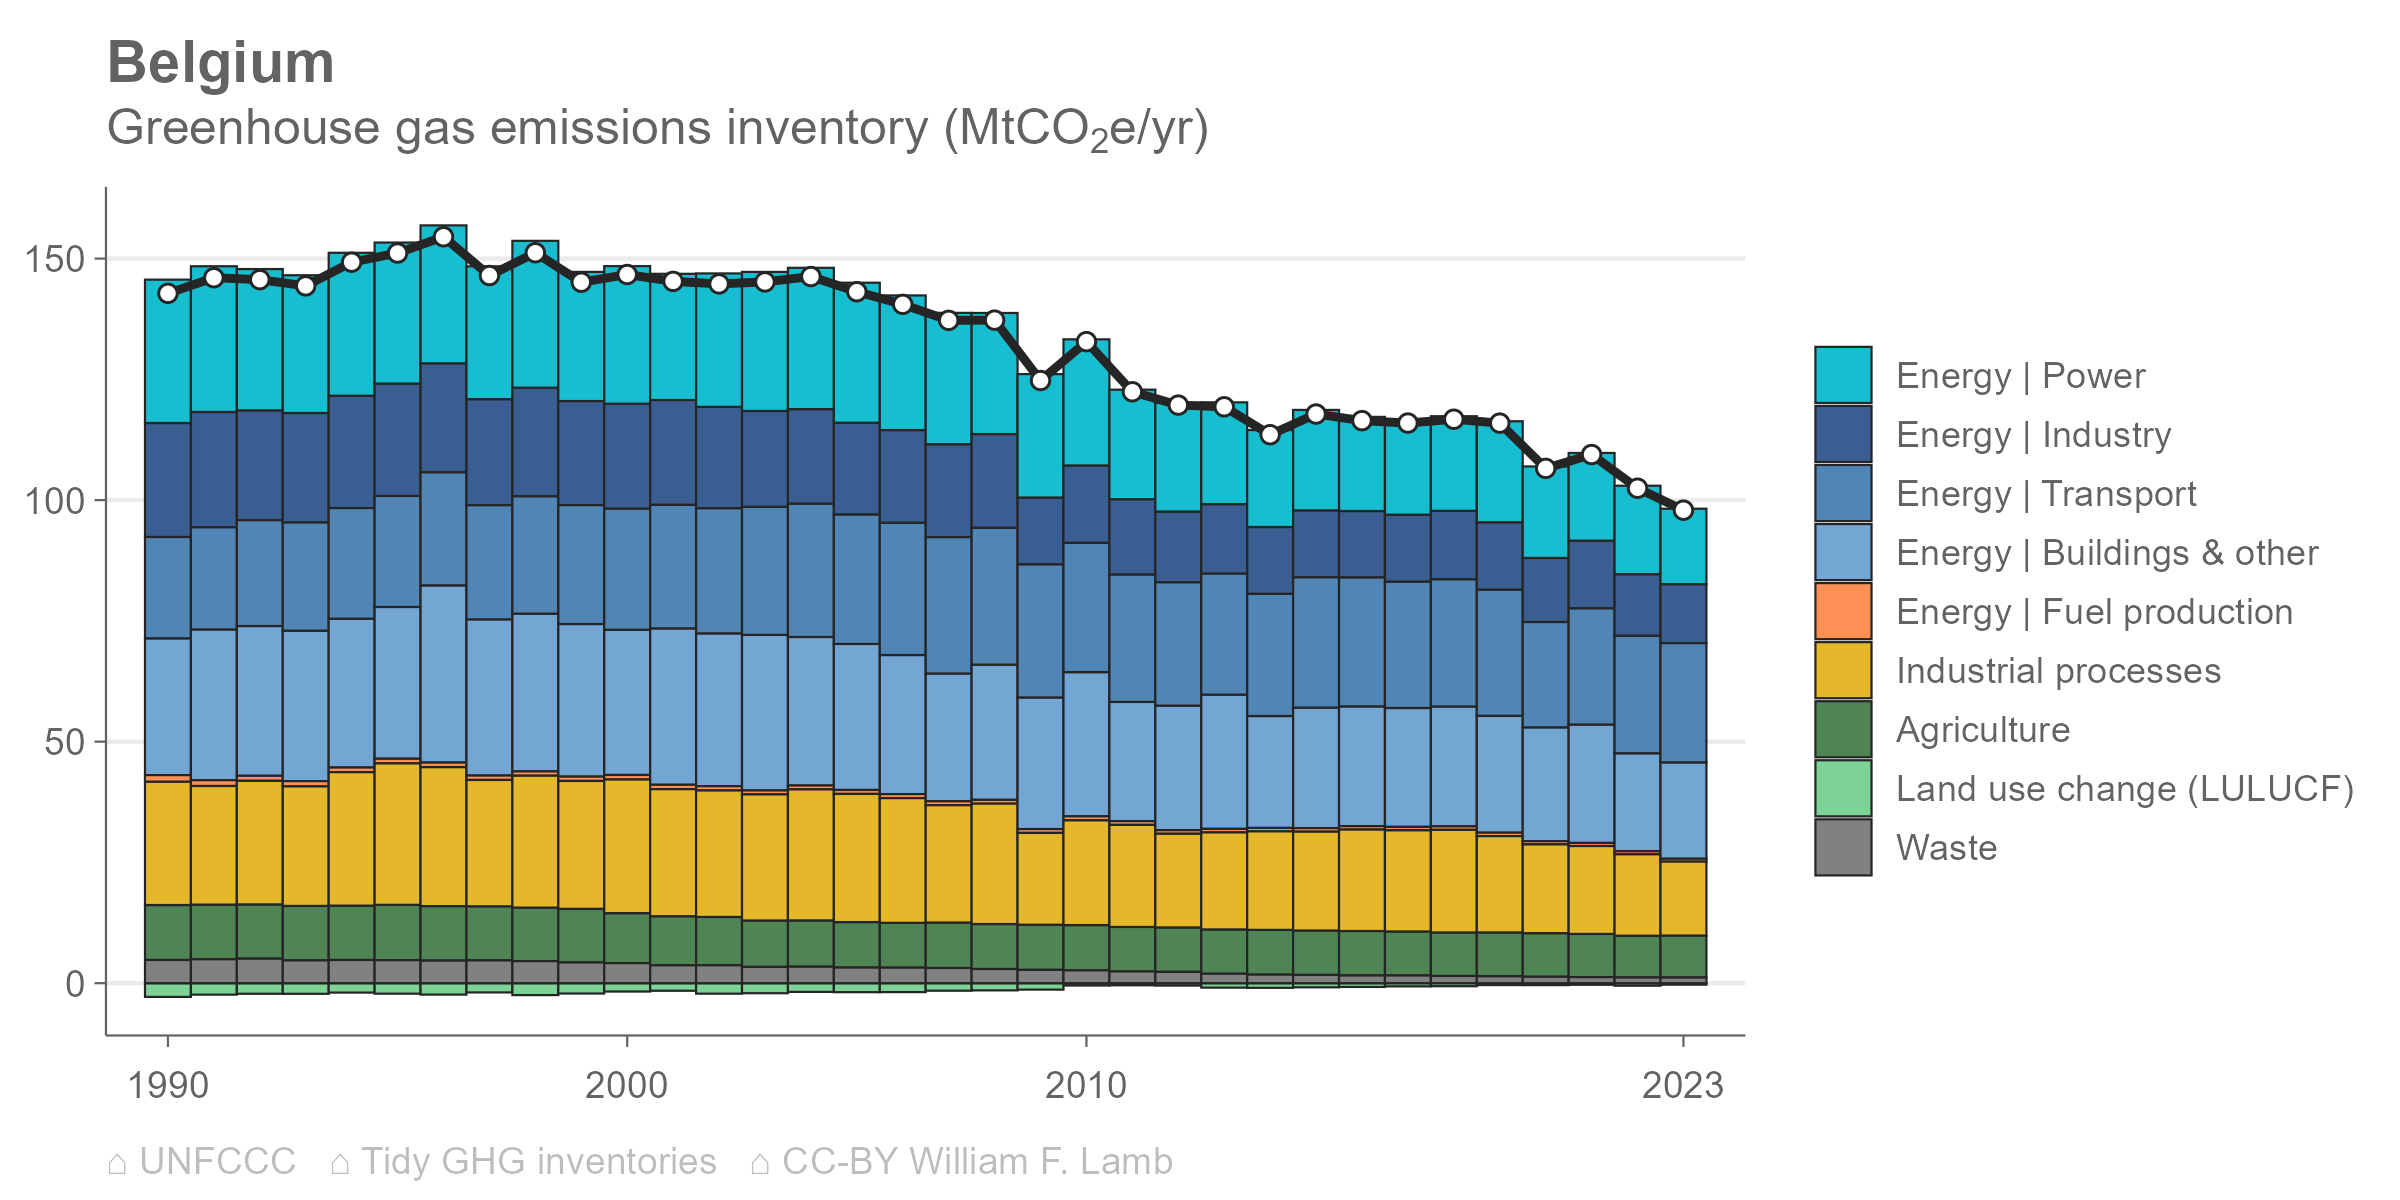 Belgium
Greenhouse gas emissions inventory (MtCO₂e/yr)
150
100
50
0
1990
2000
2010
2023
Energy | Power
Energy | Industry
Energy | Transport
Energy | Buildings & other
Energy | Fuel production
Industrial processes
Agriculture
Land use change (LULUCF)
Waste
⌂ UNFCCC ⌂ Tidy GHG inventories ⌂ CC-BY William F. Lamb